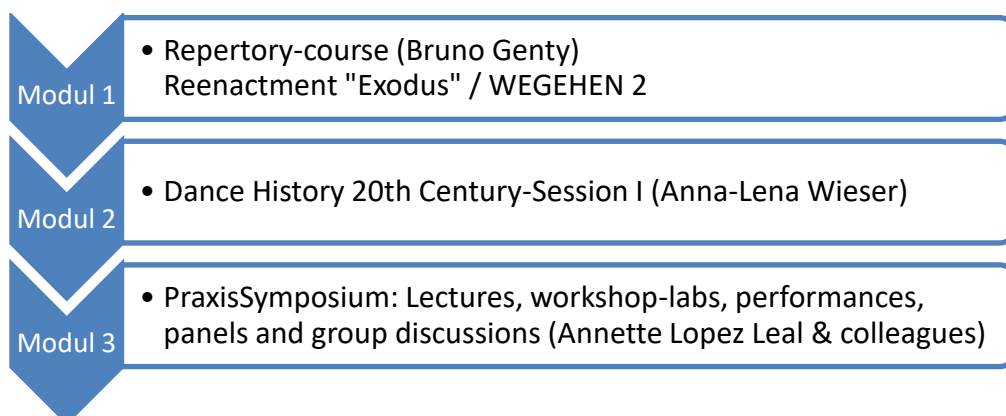 Modul 1
• Repertory-course (Bruno Genty)
Reenactment "Exodus" / WEGEHEN 2
Modul 2
• Dance History 20th Century-Session I (Anna-Lena Wieser)
Modul 3
• PraxisSymposium: Lectures, workshop-labs, performances,
panels and group discussions (Annette Lopez Leal & colleagues)